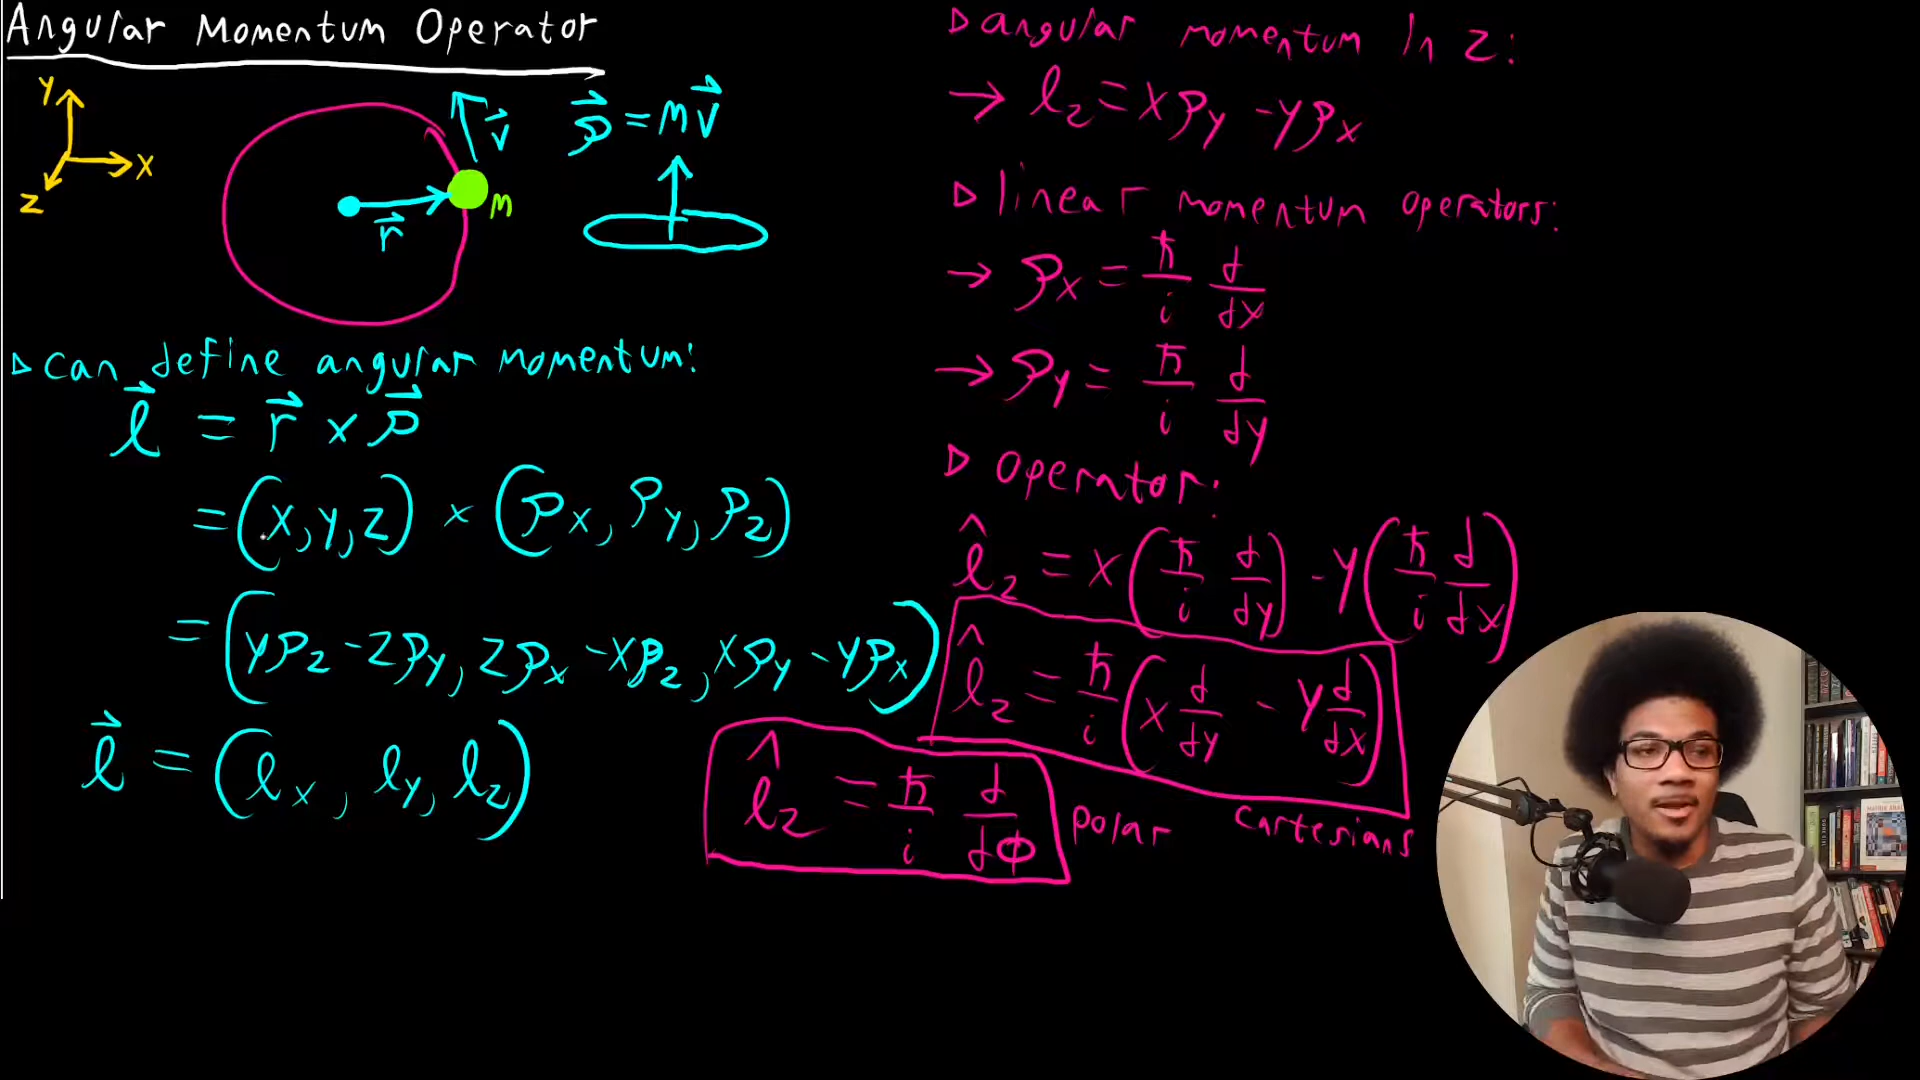 Angular Momentum Operator
Y
X
Z
v⃗
r⃗
M
p⃗ = mv⃗
▷ can define angular momentum:
ℓ⃗ = r⃗ × p⃗
= (x, y, z) × (px, py, pz)
= (ypz - zpy, zpx - xpz, xpy - ypx)
ℓ⃗ = (ℓx, ℓy, ℓz)
▷ angular momentum in z:
→ ℓz = xpy - ypx
▷ linear momentum operators:
→ px = ħ/i d/dx
→ py = ħ/i d/dy
▷ operator:
ℓ̂z = x(ħ/i d/dy) - y(ħ/i d/dx)
ℓ̂z = ħ/i (x d/dy - y d/dx)
cartesians
ℓ̂z = ħ/i d/dϕ
polar